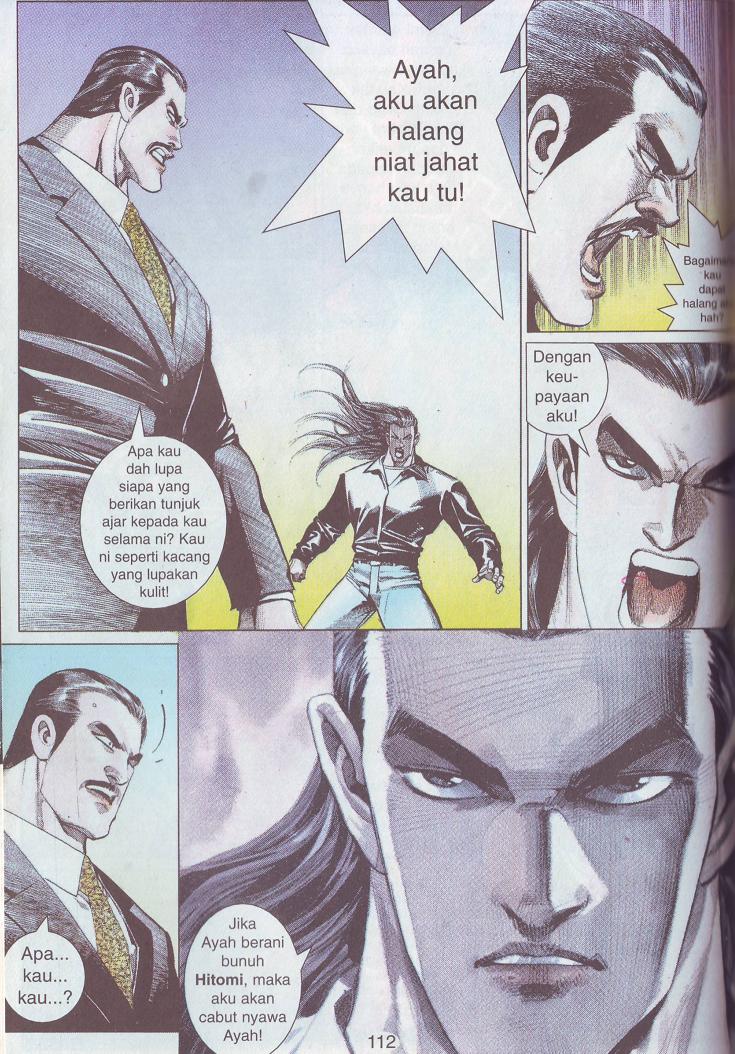 Ayah,
aku akan
halang
niat jahat
kau tu!
Apa kau
dah lupa
siapa yang
berikan tunjuk
ajar kepada kau
selama ni? Kau
ni seperti kacang
yang lupakan
kulit!
kau
dapat
halang
hah?
Dengan
keu-
payaan
aku!
Apa...
kau...
kau...?
Jika
Ayah berani
bunuh
Hitomi, maka
aku akan
cabut nyawa
Ayah!
112